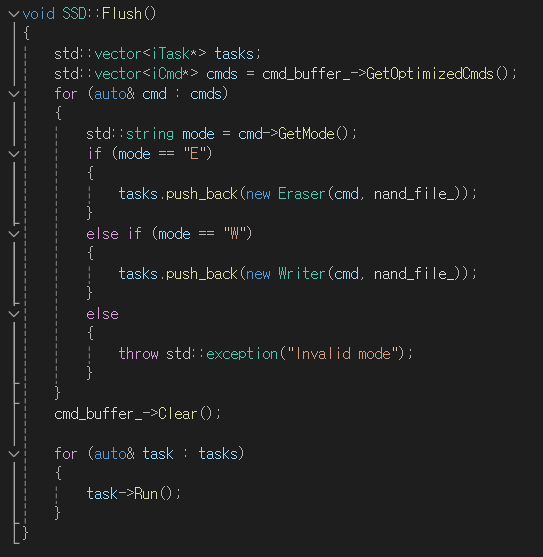 void SSD::Flush()
{
    std::vector<iTask*> tasks;
    std::vector<iCmd*> cmds = cmd_buffer_->GetOptimizedCmds();
    for (auto& cmd : cmds)
    {
        std::string mode = cmd->GetMode();
        if (mode == "E")
        {
            tasks.push_back(new Eraser(cmd, nand_file_));
        }
        else if (mode == "W")
        {
            tasks.push_back(new Writer(cmd, nand_file_));
        }
        else
        {
            throw std::exception("Invalid mode");
        }
    }
    cmd_buffer_->Clear();

    for (auto& task : tasks)
    {
        task->Run();
    }
}